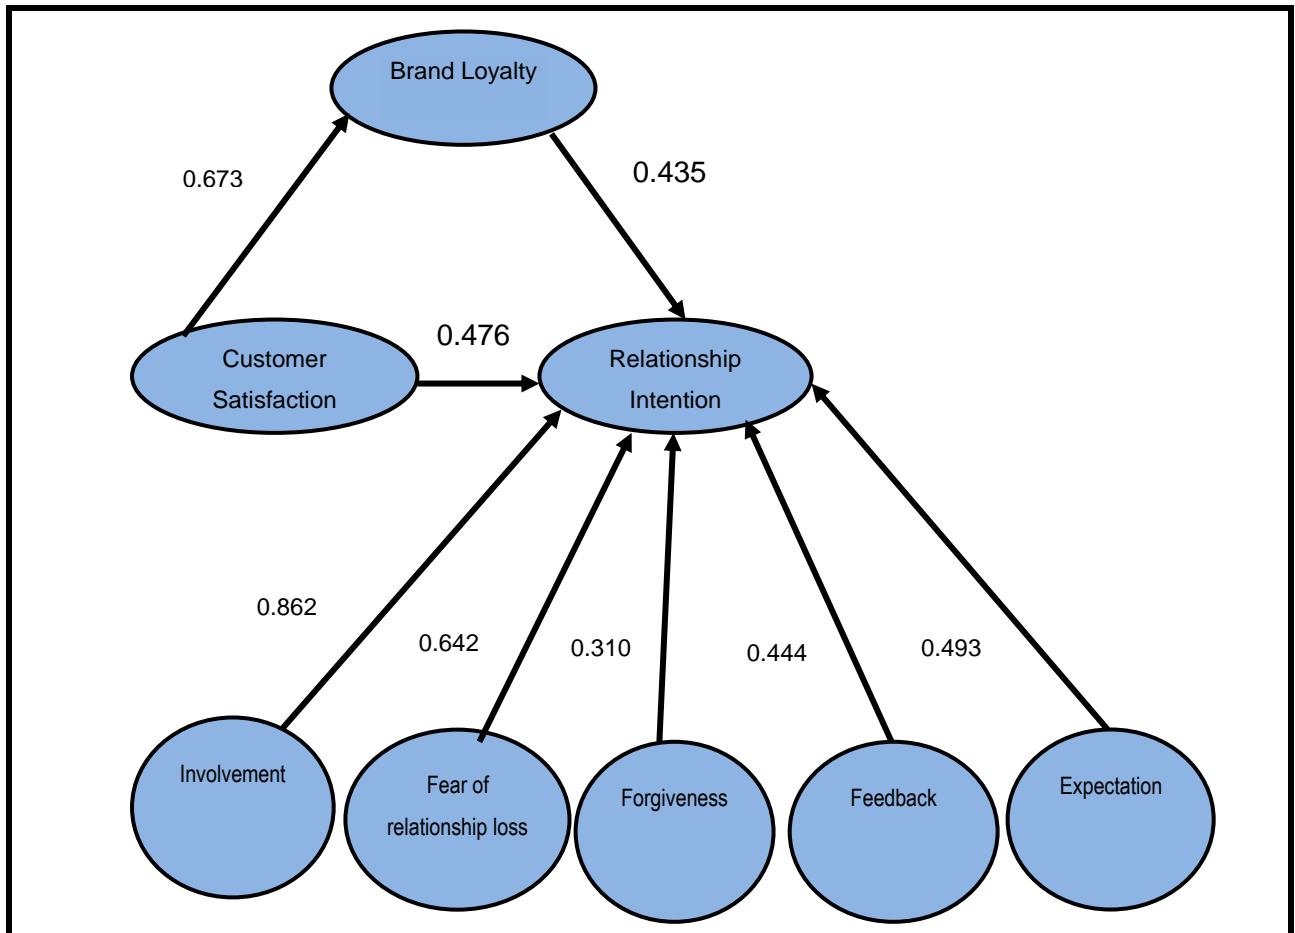 Brand Loyalty
0.673
0.435
0.476
Customer
Satisfaction
Relationship
Intention
0.862
0.642
0.310
0.444
0.493
Involvement
Fear of
relationship loss
Forgiveness
Feedback
Expectation